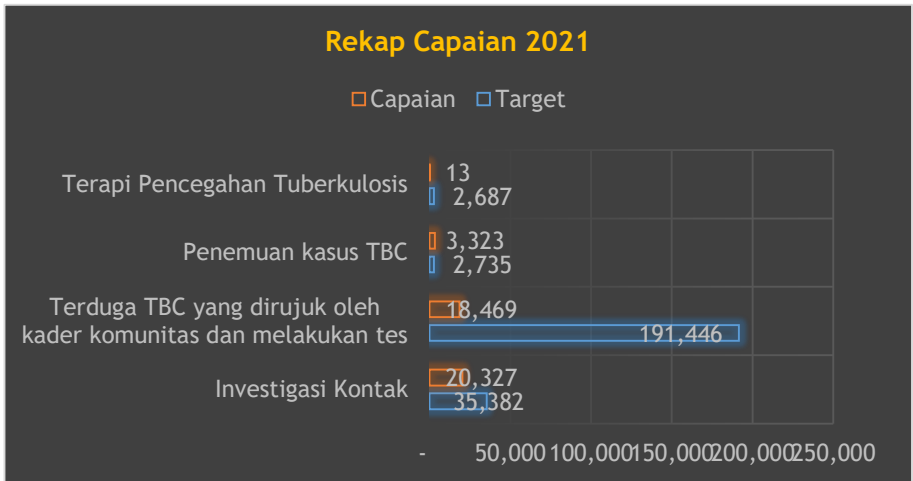 Rekap Capaian 2021
Capaian Target
Terapi Pencegahan Tuberkulosis
13
2,687
Penemuan kasus TBC
3,323
2,735
Terduga TBC yang dirujuk oleh
kader komunitas dan melakukan tes
18,469
191,446
Investigasi Kontak
20,327
35,382
- 50,000 100,000 150,000 200,000 250,000